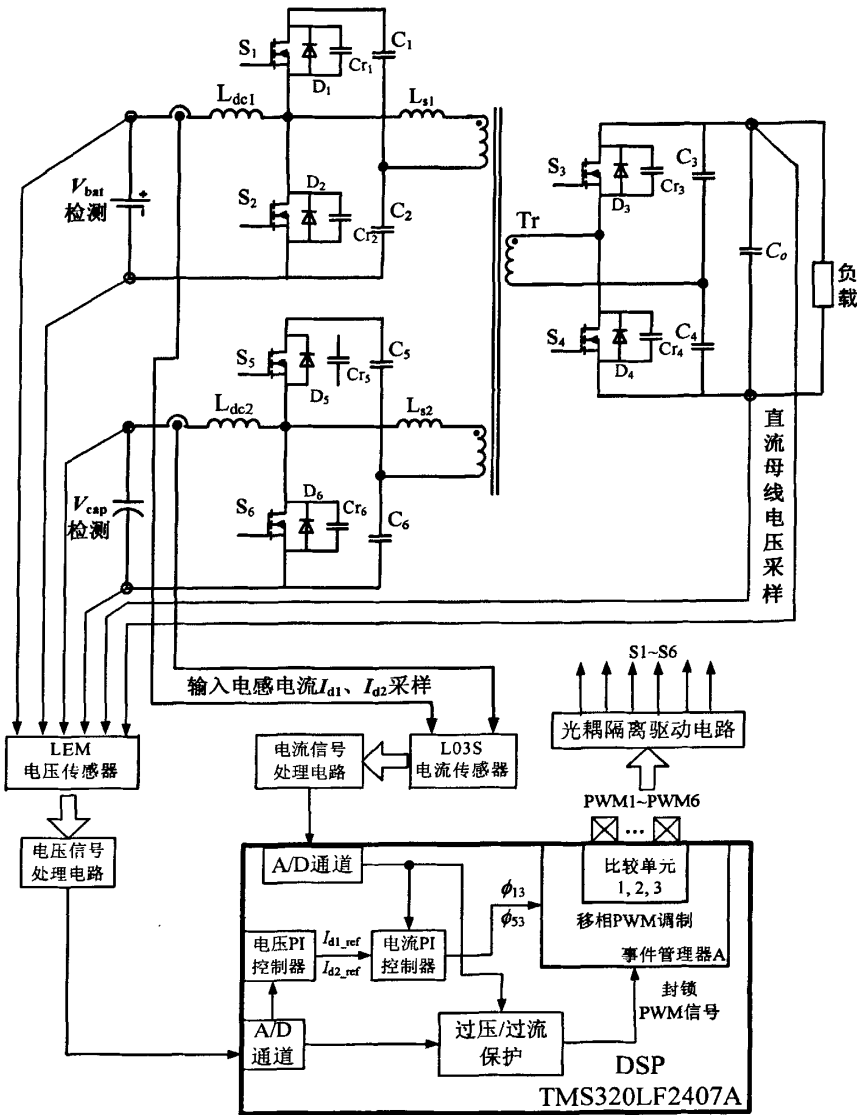 S1
D1
Cr1
C1
Ldc1
Ls1
Vbat
检测
+
S2
D2
Cr2
C2
Tr
S3
D3
Cr3
C3
Co
负载
S4
D4
Cr4
C4
S5
D5
Cr5
C5
Ldc2
Ls2
Vcap
检测
S6
D6
Cr6
C6
直流母线电压采样
输入电感电流Id1、Id2采样
S1~S6
光耦隔离驱动电路
LEM
电压传感器
电流信号
处理电路
L03S
电流传感器
PWM1~PWM6
...
电压信号
处理电路
A/D通道
比较单元
1, 2, 3
移相PWM调制
事件管理器A
ϕ13
ϕ53
电压PI
控制器
Id1_ref
Id2_ref
电流PI
控制器
封锁
PWM信号
A/D
通道
过压/过流
保护
DSP
TMS320LF2407A